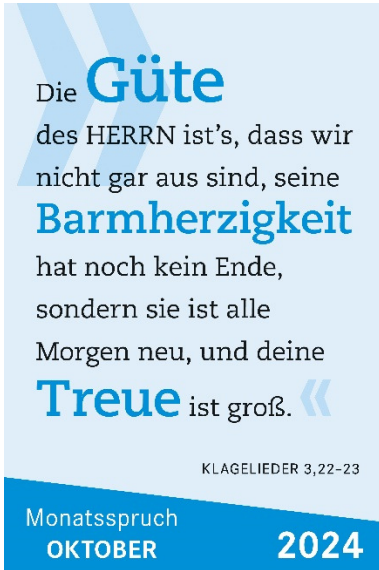 Die Güte
des HERRN ist's, dass wir
nicht gar aus sind, seine
Barmherzigkeit
hat noch kein Ende,
sondern sie ist alle
Morgen neu, und deine
Treue ist groß. «
KLAGELIEDER 3,22–23
Monatsspruch
OKTOBER 2024